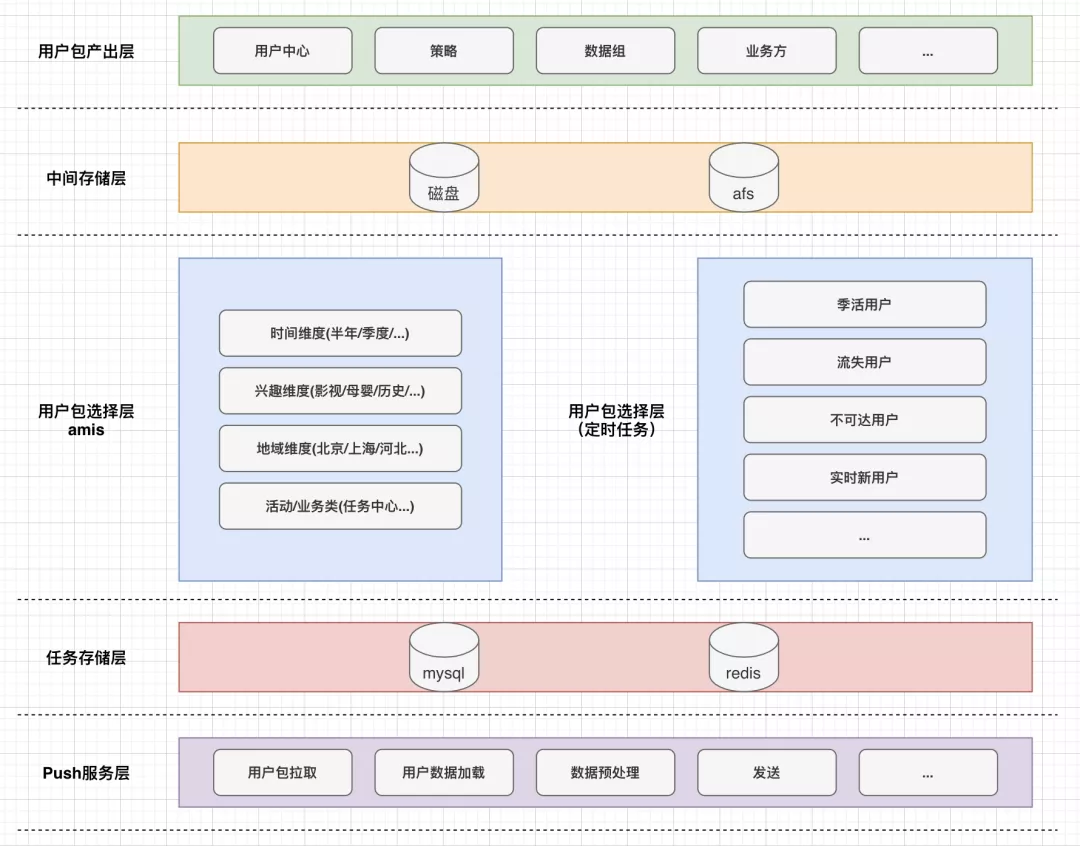 用户包产出层
用户中心
策略
数据组
业务方
...
中间存储层
磁盘
afs
用户包选择层
amis
时间维度(半年/季度/...)
兴趣维度(影视/母婴/历史/...)
地域维度(北京/上海/河北...)
活动/业务类(任务中心...)
用户包选择层
（定时任务）
季活用户
流失用户
不可达用户
实时新用户
...
任务存储层
mysql
redis
Push服务层
用户包拉取
用户数据加载
数据预处理
发送
...